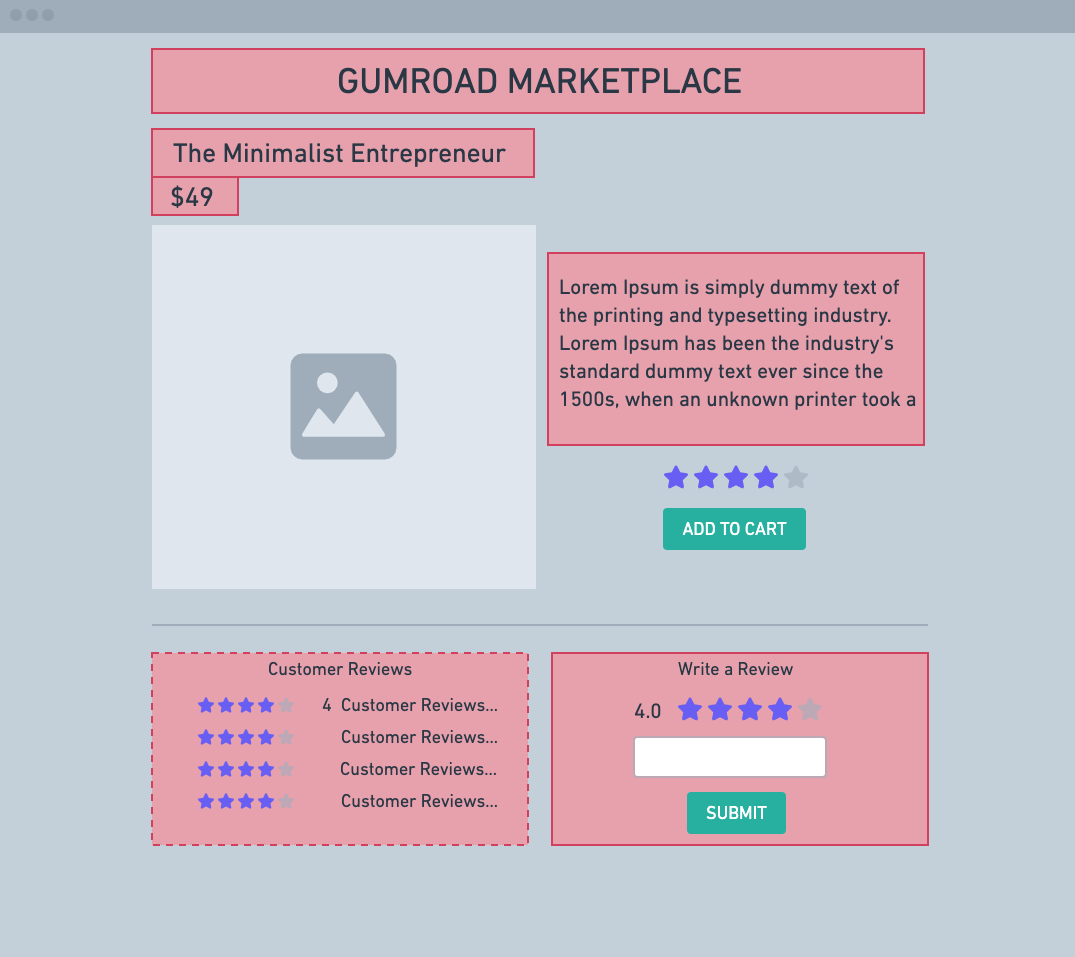 GUMROAD MARKETPLACE
The Minimalist Entrepreneur
$49
Lorem Ipsum is simply dummy text of
the printing and typesetting industry.
Lorem Ipsum has been the industry's
standard dummy text ever since the
1500s, when an unknown printer took a
ADD TO CART
Customer Reviews
4 Customer Reviews...
Customer Reviews...
Customer Reviews...
Customer Reviews...
Write a Review
4.0
SUBMIT